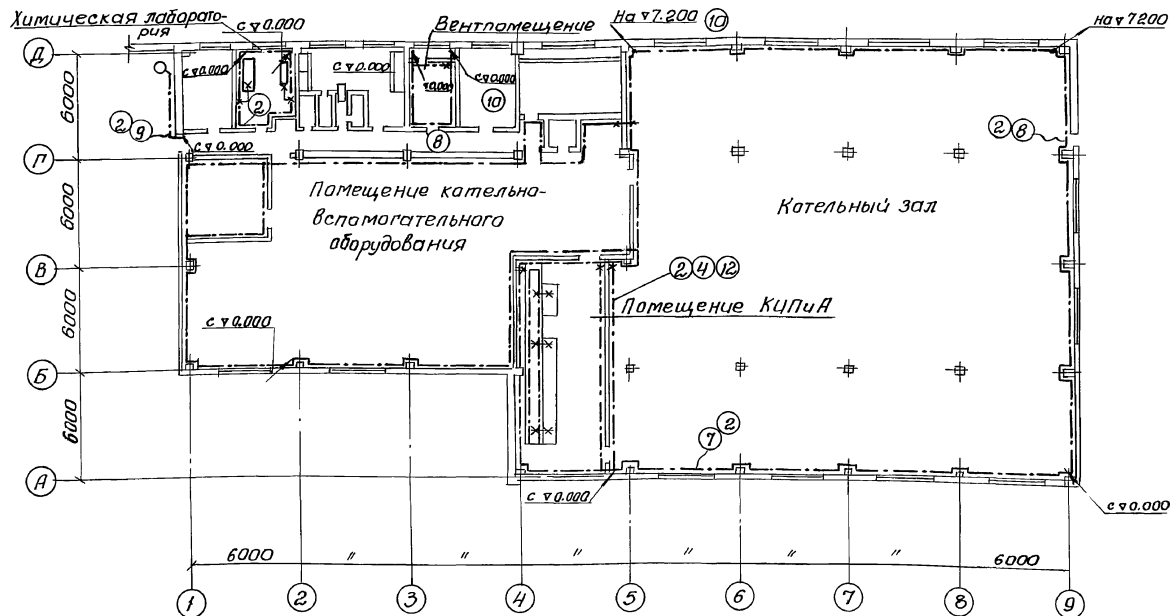 Химическая лаборато-
рия
с ▽0.000
Вентпомещение
На ▽7.200
10
на ▽7200
Д
с ▽0.000
с ▽0.000
▽0.000
с ▽0.000
6000
2
10
2 9
8
2 8
с ▽0.000
П
Помещение котельно-
вспомогательного
оборудования
Котельный зал
6000
В
2 4 12
Помещение КИПиА
с ▽0.000
6000
Б
6000
7 2
А
с ▽0.000
с ▽0.000
6000 " " " " " " 6000
1 2 3 4 5 6 7 8 9